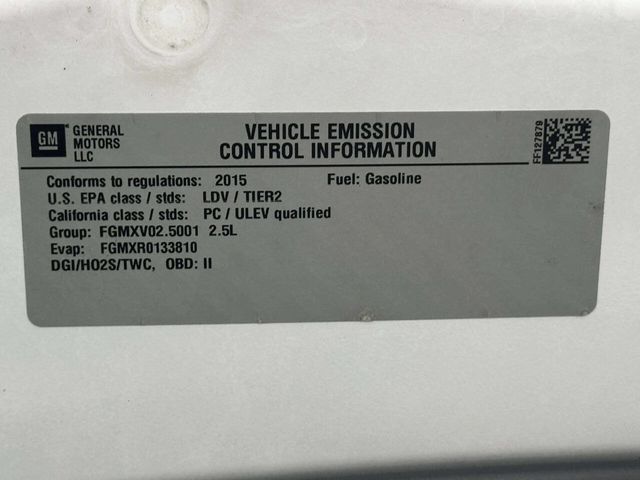 GM
GENERAL
MOTORS
LLC
VEHICLE EMISSION
CONTROL INFORMATION
FF127879
Conforms to regulations: 2015 Fuel: Gasoline
U.S. EPA class / stds: LDV / TIER2
California class / stds: PC / ULEV qualified
Group: FGMXV02.5001 2.5L
Evap: FGMXR0133810
DGI/HO2S/TWC, OBD: II